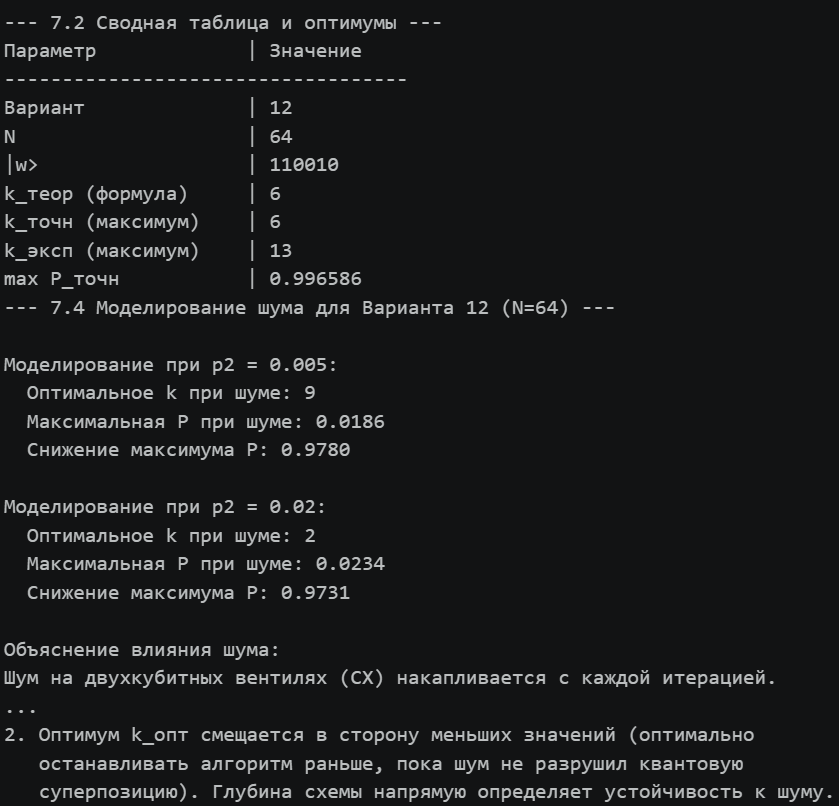 --- 7.2 Сводная таблица и оптимумы ---
Параметр | Значение
-----------------------------------
Вариант | 12
N | 64
|w> | 110010
k_теор (формула) | 6
k_точн (максимум) | 6
k_эксп (максимум) | 13
max P_точн | 0.996586
--- 7.4 Моделирование шума для Варианта 12 (N=64) ---
Моделирование при p2 = 0.005:
Оптимальное k при шуме: 9
Максимальная P при шуме: 0.0186
Снижение максимума P: 0.9780
Моделирование при p2 = 0.02:
Оптимальное k при шуме: 2
Максимальная P при шуме: 0.0234
Снижение максимума P: 0.9731
Объяснение влияния шума:
Шум на двухкубитных вентилях (CX) накапливается с каждой итерацией.
...
2. Оптимум k_опт смещается в сторону меньших значений (оптимально
останавливать алгоритм раньше, пока шум не разрушил квантовую
суперпозицию). Глубина схемы напрямую определяет устойчивость к шуму.